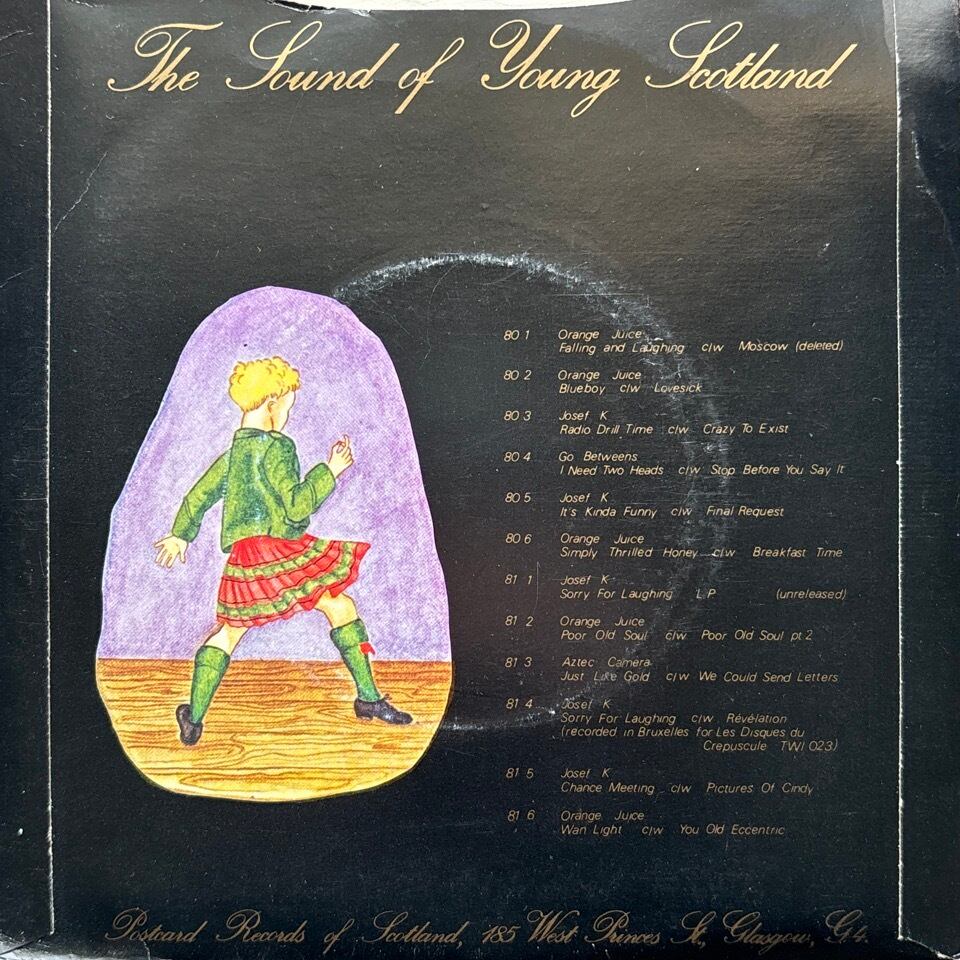 The Sound of Young Scotland
80 1 Orange Juice
Falling and Laughing c/w Moscow (deleted)
80 2 Orange Juice
Blueboy c/w Lovesick
80 3 Josef K
Radio Drill Time c/w Crazy To Exist
80 4 Go Betweens
I Need Two Heads c/w Stop Before You Say It
80 5 Josef K
It's Kinda Funny c/w Final Request
80 6 Orange Juice
Simply Thrilled Honey c/w Breakfast Time
81 1 Josef K
Sorry For Laughing L.P (unreleased)
81 2 Orange Juice
Poor Old Soul c/w Poor Old Soul pt.2
81 3 Aztec Camera
Just Like Gold c/w We Could Send Letters
81 4 Josef K
Sorry For Laughing c/w Révélation
(recorded in Bruxelles for Les Disques du
Crepuscule TWI 023)
81 5 Josef K
Chance Meeting c/w Pictures Of Cindy
81 6 Orange Juice
Wan Light c/w You Old Eccentric
Postcard Records of Scotland, 185 West Princes St., Glasgow, G4.